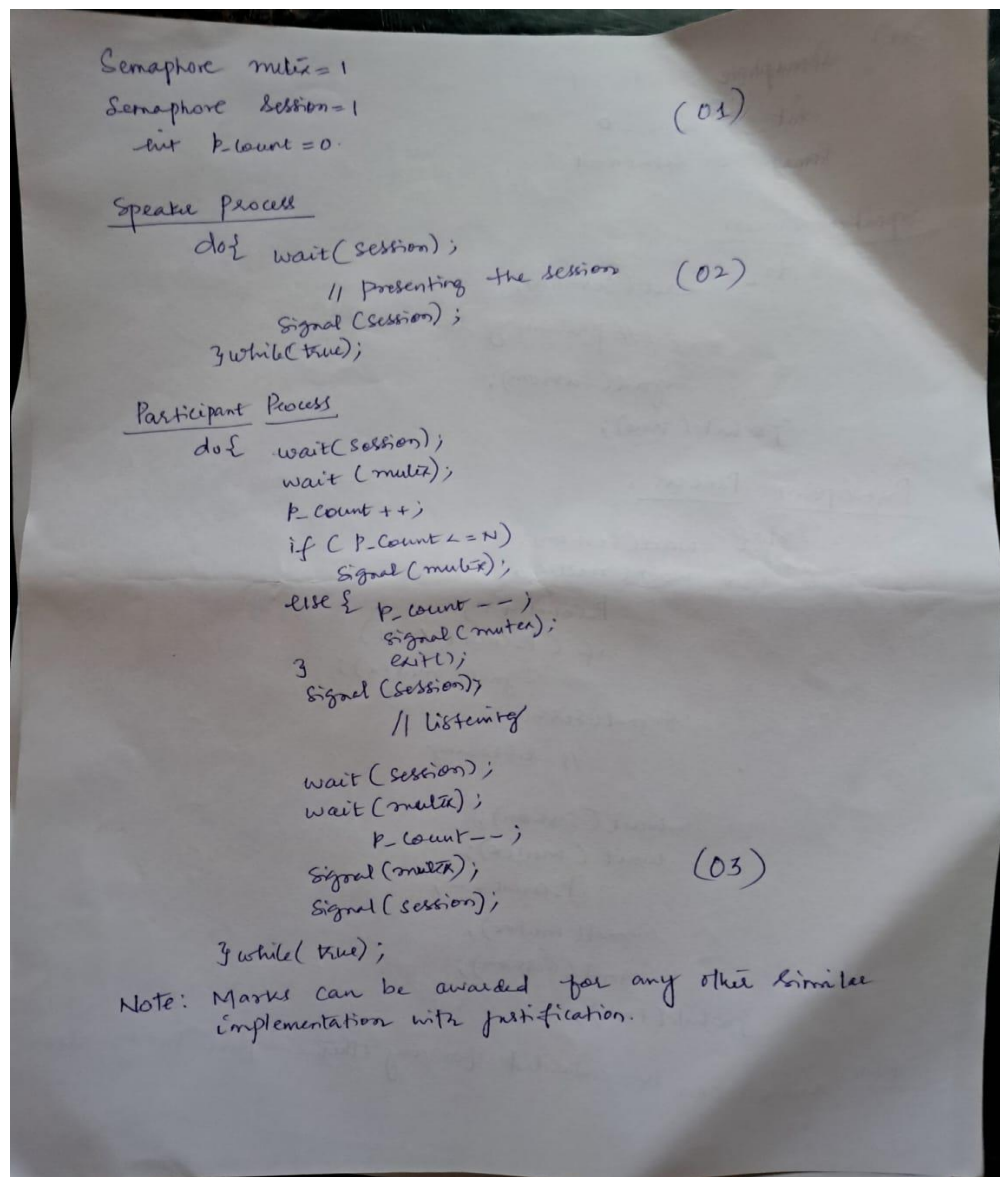 Semaphore mutex = 1
Semaphore Session = 1 (01)
int P_count = 0.
Speaker Process
do{ wait(session);
// Presenting the session (02)
Signal (session);
}while(true);
Participant Process
do{ wait(session);
wait (mutex);
P_count ++;
if ( P_Count <= N)
Signal (mutex);
else { P_count --;
signal (mutex);
} exit();
Signal (session);
// listening
wait (session);
wait (mutex);
P_count--;
Signal (mutex); (03)
Signal (session);
}while( true);
Note: Marks can be awarded for any other similar
implementation with justification.